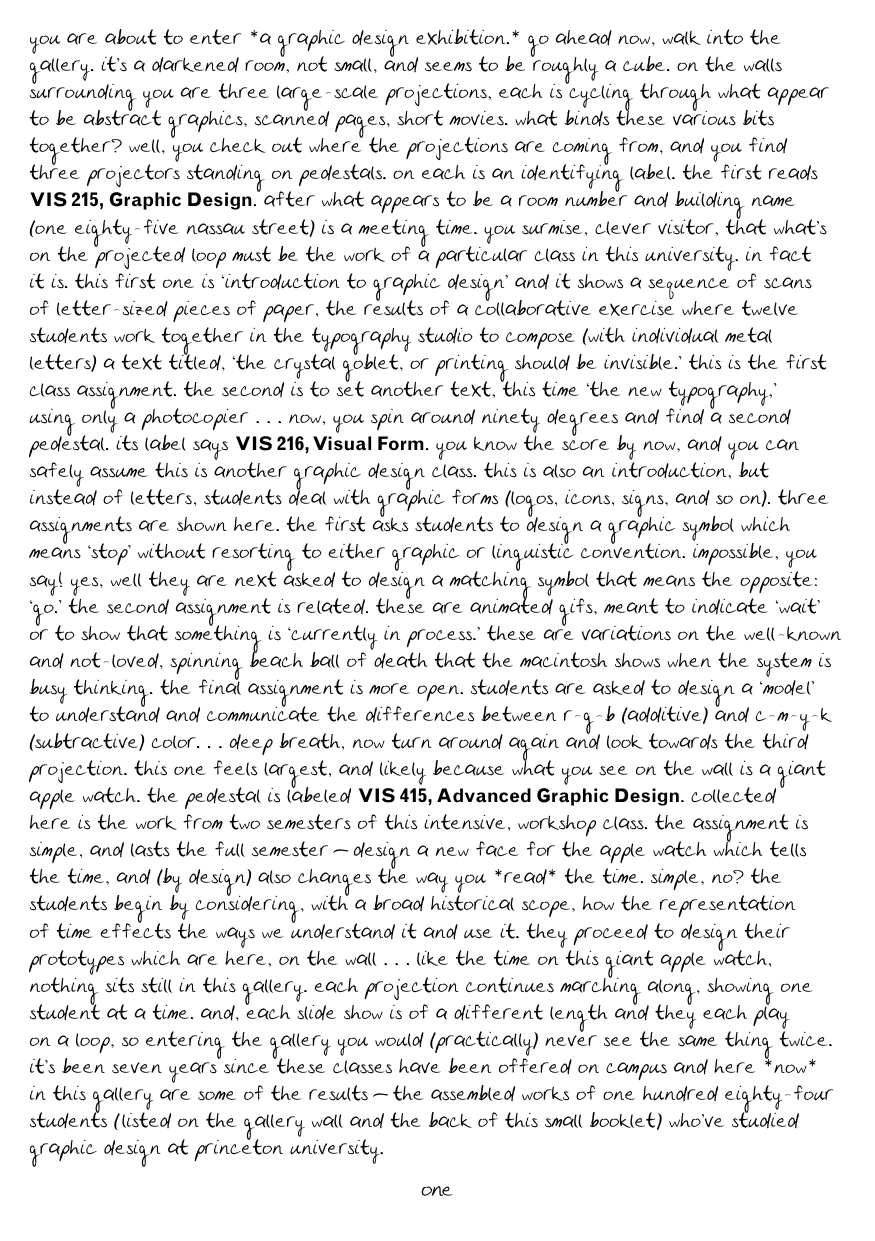 you are about to enter *a graphic design exhibition.* go ahead now, walk into the
gallery. it's a darkened room, not small, and seems to be roughly a cube. on the walls
surrounding you are three large-scale projections, each is cycling through what appear
to be abstract graphics, scanned pages, short movies. what binds these various bits
together? well, you check out where the projections are coming from, and you find
three projectors standing on pedestals. on each is an identifying label. the first reads
VIS 215, Graphic Design. after what appears to be a room number and building name
(one eighty-five nassau street) is a meeting time. you surmise, clever visitor, that what's
on the projected loop must be the work of a particular class in this university. in fact
it is. this first one is 'introduction to graphic design' and it shows a sequence of scans
of letter-sized pieces of paper, the results of a collaborative exercise where twelve
students work together in the typography studio to compose (with individual metal
letters) a text titled, 'the crystal goblet, or printing should be invisible.' this is the first
class assignment. the second is to set another text, this time 'the new typography,'
using only a photocopier . . . now, you spin around ninety degrees and find a second
pedestal. its label says VIS 216, Visual Form. you know the score by now, and you can
safely assume this is another graphic design class. this is also an introduction, but
instead of letters, students deal with graphic forms (logos, icons, signs, and so on). three
assignments are shown here. the first asks students to design a graphic symbol which
means 'stop' without resorting to either graphic or linguistic convention. impossible, you
say! yes, well they are next asked to design a matching symbol that means the opposite:
'go.' the second assignment is related. these are animated gifs, meant to indicate 'wait'
or to show that something is 'currently in process.' these are variations on the well-known
and not-loved, spinning beach ball of death that the macintosh shows when the system is
busy thinking. the final assignment is more open. students are asked to design a 'model'
to understand and communicate the differences between r-g-b (additive) and c-m-y-k
(subtractive) color. . . deep breath, now turn around again and look towards the third
projection. this one feels largest, and likely because what you see on the wall is a giant
apple watch. the pedestal is labeled VIS 415, Advanced Graphic Design. collected
here is the work from two semesters of this intensive, workshop class. the assignment is
simple, and lasts the full semester — design a new face for the apple watch which tells
the time, and (by design) also changes the way you *read* the time. simple, no? the
students begin by considering, with a broad historical scope, how the representation
of time effects the ways we understand it and use it. they proceed to design their
prototypes which are here, on the wall . . . like the time on this giant apple watch,
nothing sits still in this gallery. each projection continues marching along, showing one
student at a time. and, each slide show is of a different length and they each play
on a loop, so entering the gallery you would (practically) never see the same thing twice.
it's been seven years since these classes have been offered on campus and here *now*
in this gallery are some of the results — the assembled works of one hundred eighty-four
students (listed on the gallery wall and the back of this small booklet) who've studied
graphic design at princeton university.
one